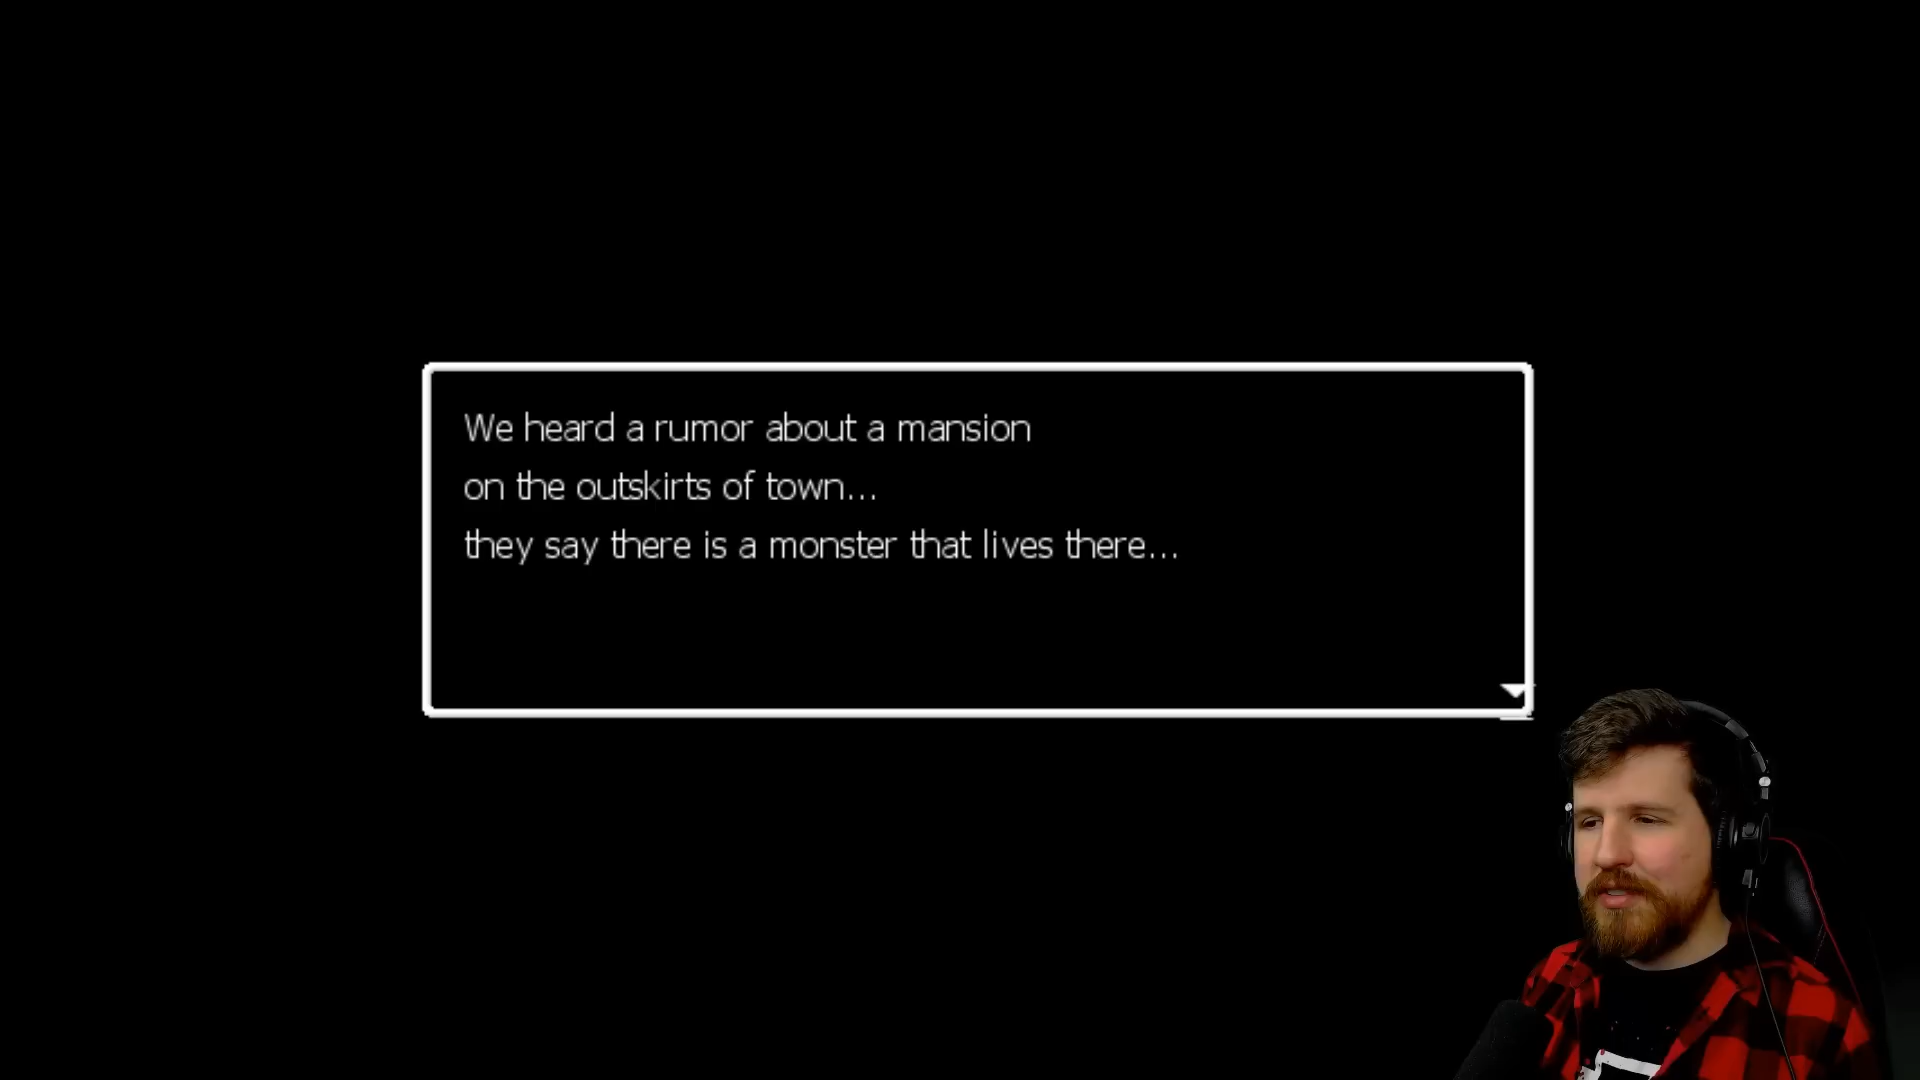 We heard a rumor about a mansion
on the outskirts of town...
they say there is a monster that lives there...